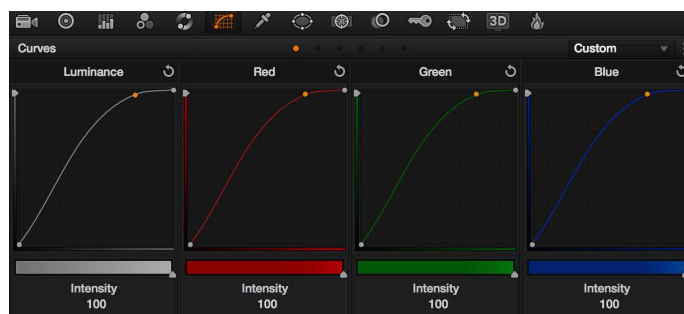 3D
Curves
Custom
Luminance
Red
Green
Blue
Intensity
100
Intensity
100
Intensity
100
Intensity
100